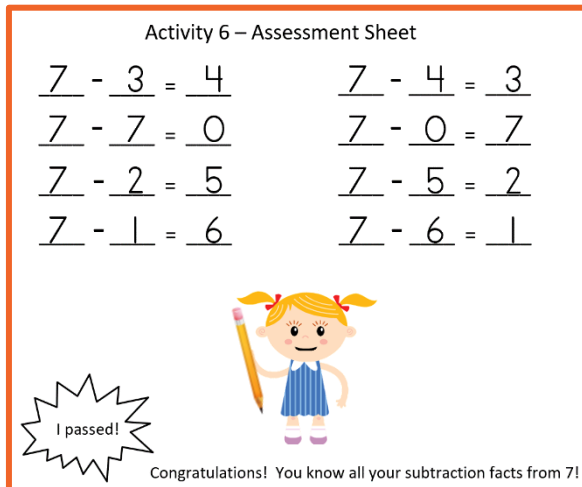 Activity 6 – Assessment Sheet
7 - 3 = 4 7 - 4 = 3
7 - 7 = 0 7 - 0 = 7
7 - 2 = 5 7 - 5 = 2
7 - 1 = 6 7 - 6 = 1
I passed!
Congratulations! You know all your subtraction facts from 7!